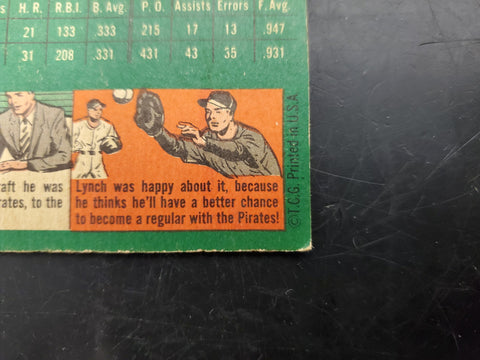 s H.R. R.B.I. B. Avg P.O. Assists Errors F. Avg.
21 133 .333 215 17 13 .947
31 208 .331 431 43 35 .931
raft he was
rates, to the
Lynch was happy about it, because
he thinks he'll have a better chance
to become a regular with the Pirates!
©T.C.G. Printed in U.S.A